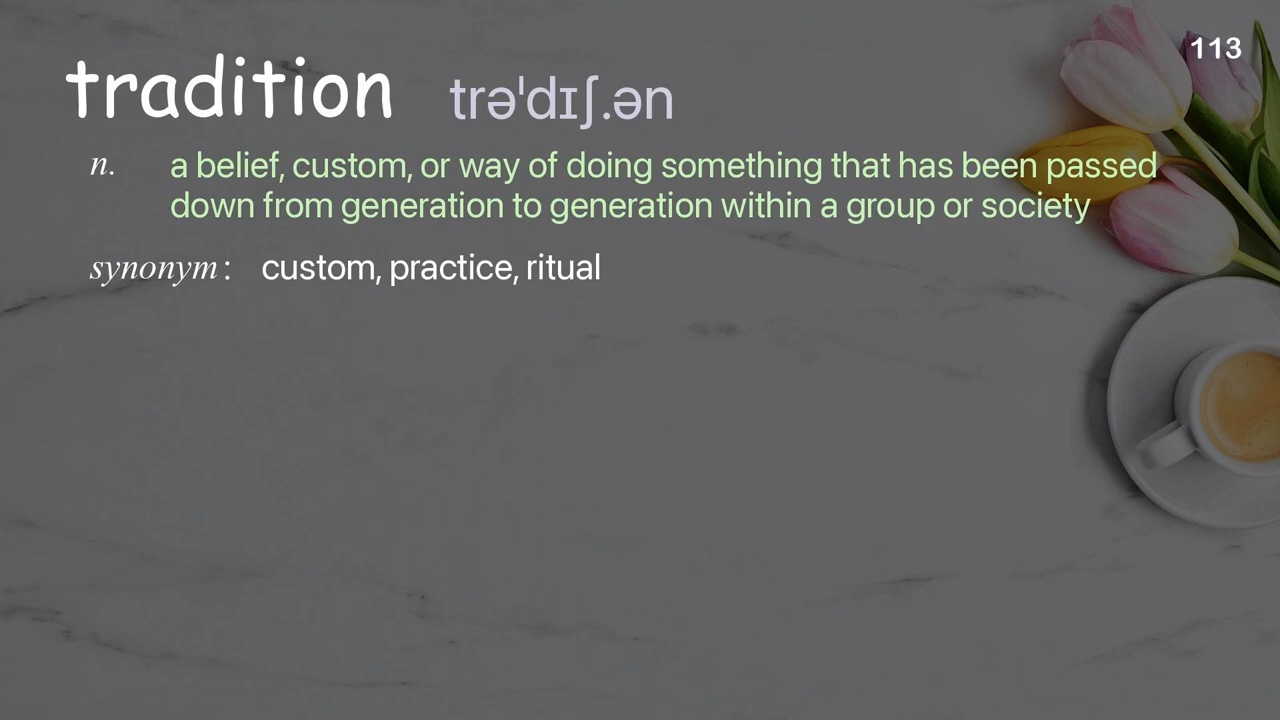 113
tradition trəˈdɪʃ.ən
n. a belief, custom, or way of doing something that has been passed
down from generation to generation within a group or society
synonym: custom, practice, ritual